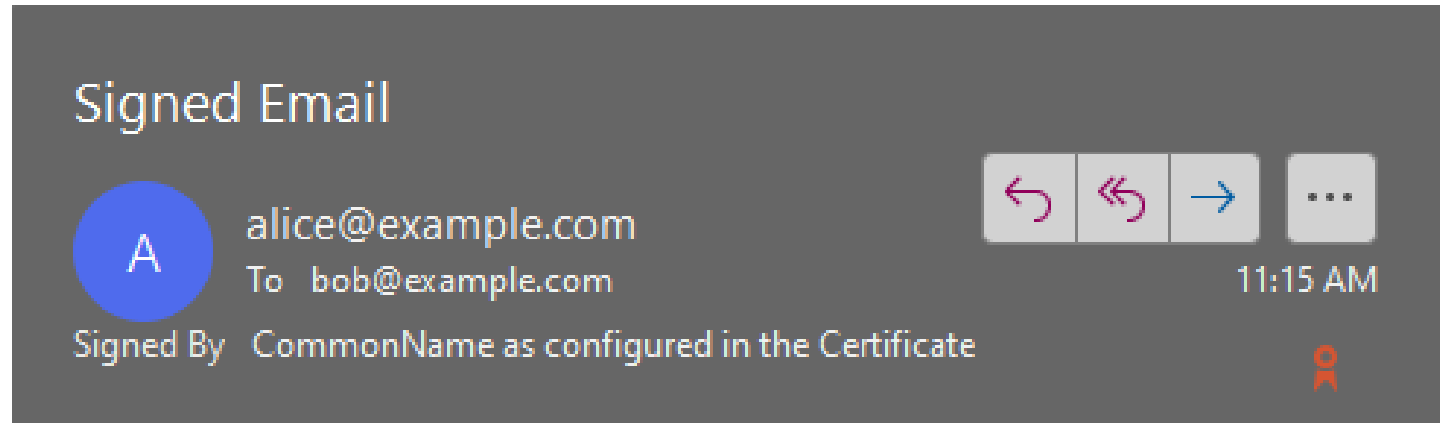 Signed Email
A
alice@example.com
To bob@example.com
11:15 AM
Signed By CommonName as configured in the Certificate